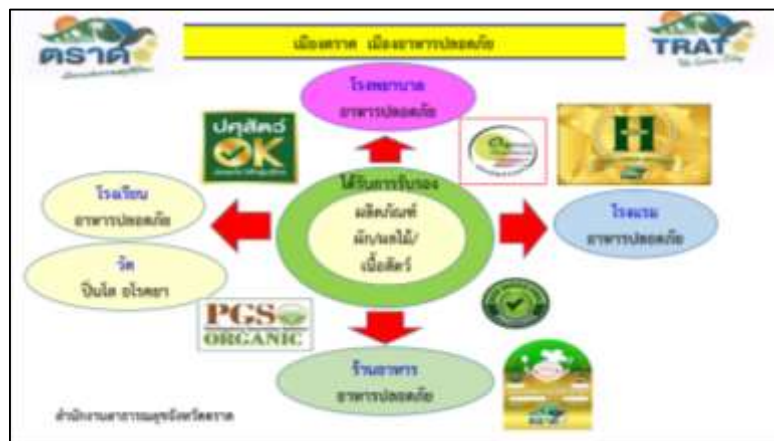 ตราด
เมืองตราด เมืองอาหารปลอดภัย
TRAT
โรงพยาบาล
อาหารปลอดภัย
ปศุสัตว์
OK
Organic
H
ได้รับการรับรอง
ผลิตภัณฑ์
ผัก/ผลไม้/
เนื้อสัตว์
โรงเรียน
อาหารปลอดภัย
วัด
ปิ่นโต อโรคยา
โรงแรม
อาหารปลอดภัย
PGS
ORGANIC
ร้านอาหาร
อาหารปลอดภัย
ตราด
สำนักงานสาธารณสุขจังหวัดตราด